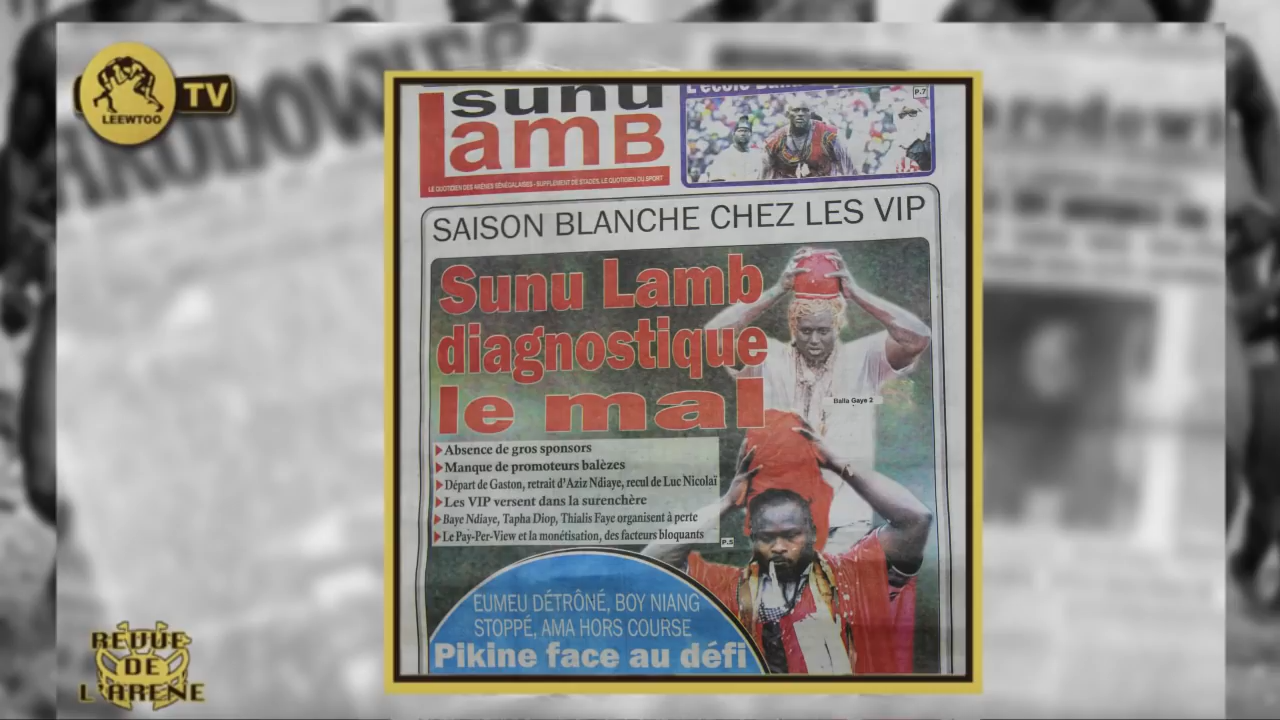 LEEWTOO
TV
sunu
Lamb
LE QUOTIDIEN DES ARÈNES SÉNÉGALAISES - SUPPLÉMENT DE STADES, LE QUOTIDIEN DU SPORT
L'école
P.7
SAISON BLANCHE CHEZ LES VIP
Sunu Lamb
diagnostique
le mal
Balla Gaye 2
Absence de gros sponsors
Manque de promoteurs balèzes
Départ de Gaston, retrait d'Aziz Ndiaye, recul de Luc Nicolaï
Les VIP versent dans la surenchère
Baye Ndiaye, Tapha Diop, Thialis Faye organisent à perte
Le Pay-Per-View et la monétisation, des facteurs bloquants
P.5
EUMEU DÉTRÔNÉ, BOY NIANG
STOPPÉ, AMA HORS COURSE
Pikine face au défi
REVUE
DE
L'ARENE